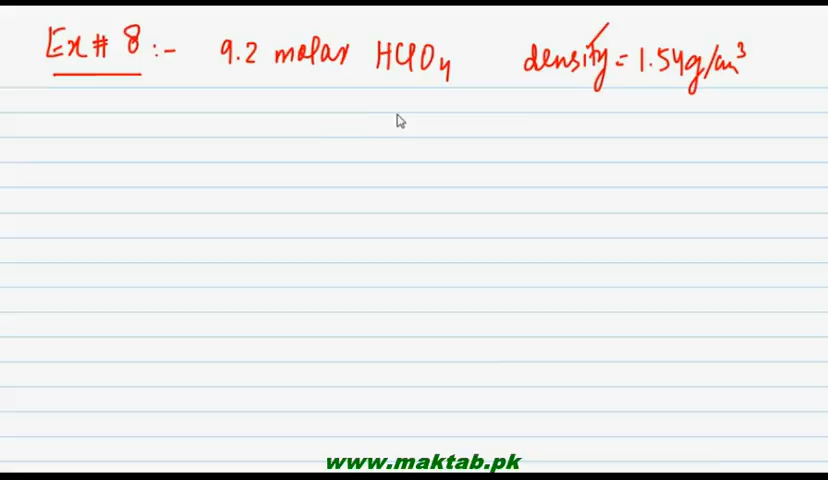 Ex # 8 :- 9.2 molar HClO4 density = 1.54g/cm³
www.maktab.pk